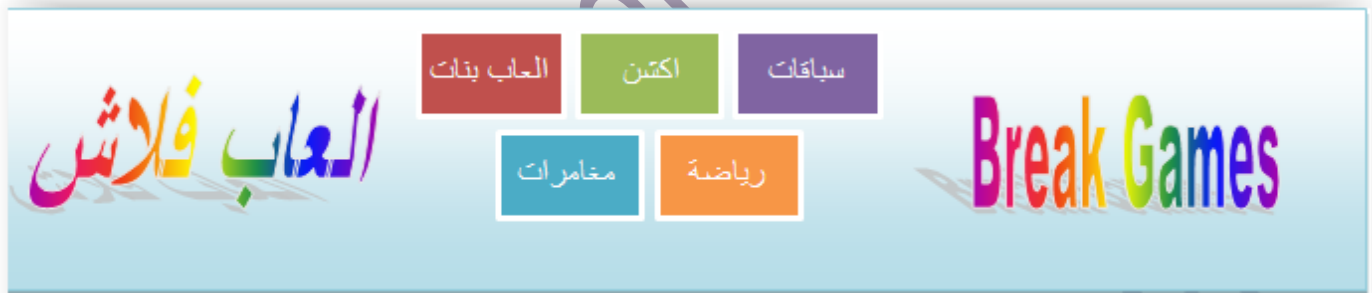 العاب فلاش
سباقات
اكشن
العاب بنات
رياضة
مغامرات
Break Games